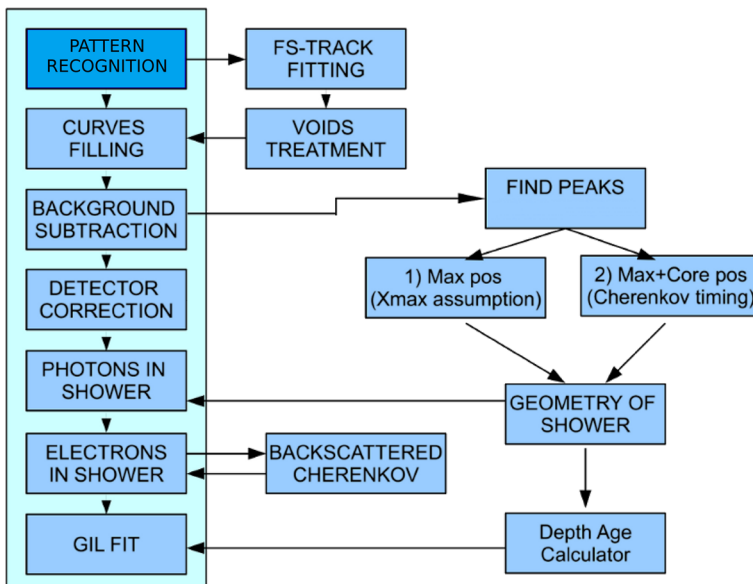 PATTERN
RECOGNITION
FS-TRACK
FITTING
CURVES
FILLING
VOIDS
TREATMENT
BACKGROUND
SUBTRACTION
FIND PEAKS
DETECTOR
CORRECTION
1) Max pos
(Xmax assumption)
2) Max+Core pos
(Cherenkov timing)
PHOTONS IN
SHOWER
GEOMETRY OF
SHOWER
ELECTRONS
IN SHOWER
BACKSCATTERED
CHERENKOV
GIL FIT
Depth Age
Calculator